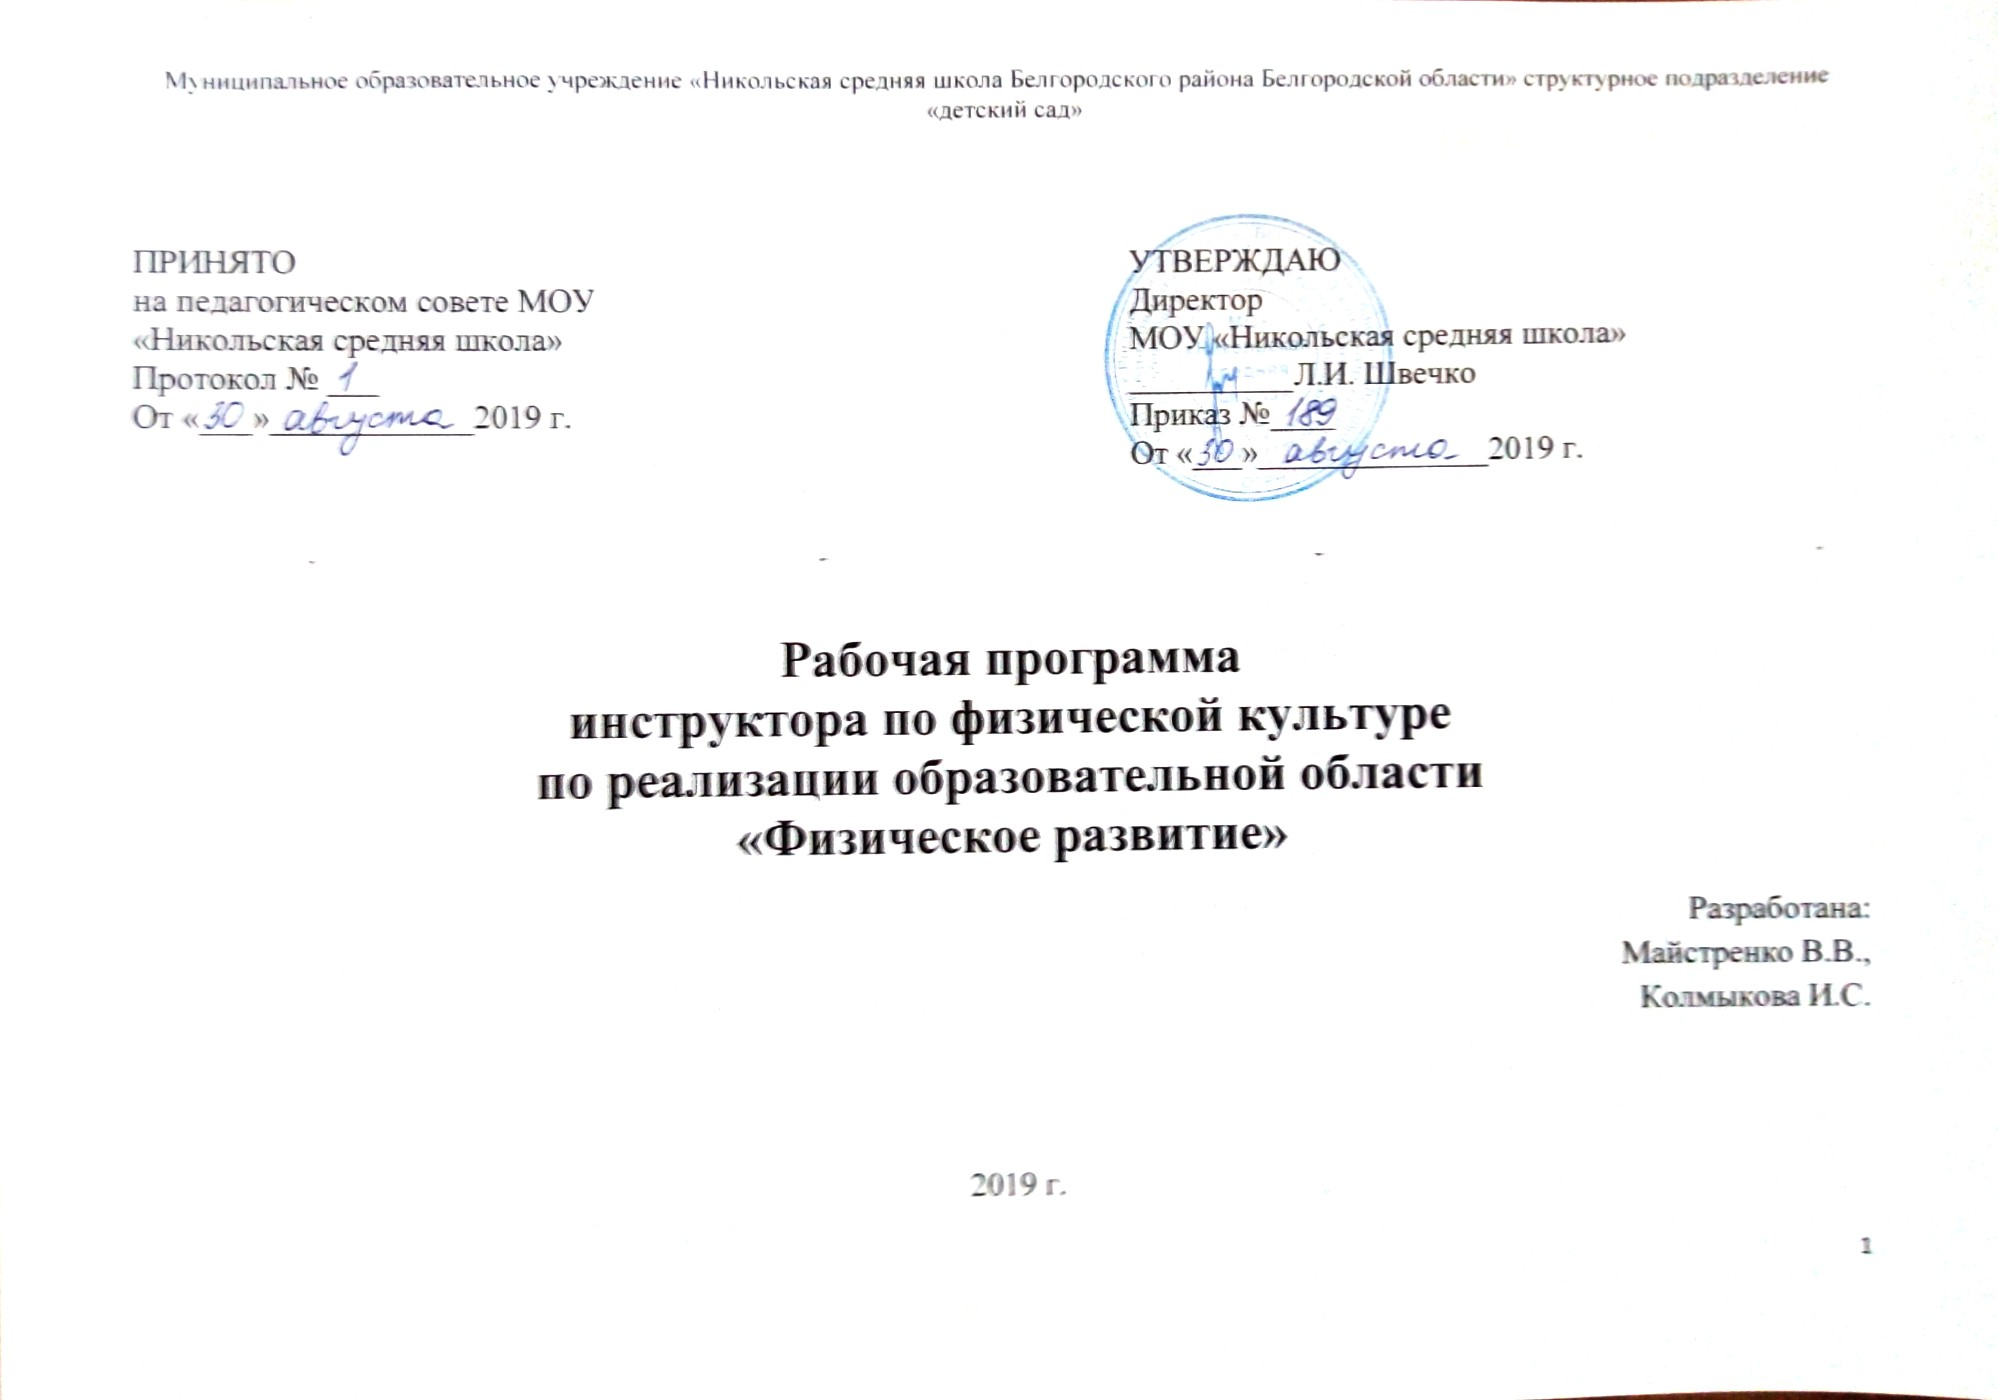 Муниципальное образовательное учреждение «Никольская средняя школа Белгородского района Белгородской области» структурное подразделение
«детский сад»
ПРИНЯТО
на педагогическом совете МОУ
«Никольская средняя школа»
Протокол № 1
От «30» августа 2019 г.
УТВЕРЖДАЮ
Директор
МОУ «Никольская средняя школа»
____________Л.И. Швечко
Приказ № 189
От «30» августа 2019 г.
Рабочая программа
инструктора по физической культуре
по реализации образовательной области
«Физическое развитие»
Разработана:
Майстренко В.В.,
Колмыкова И.С.
2019 г.
1